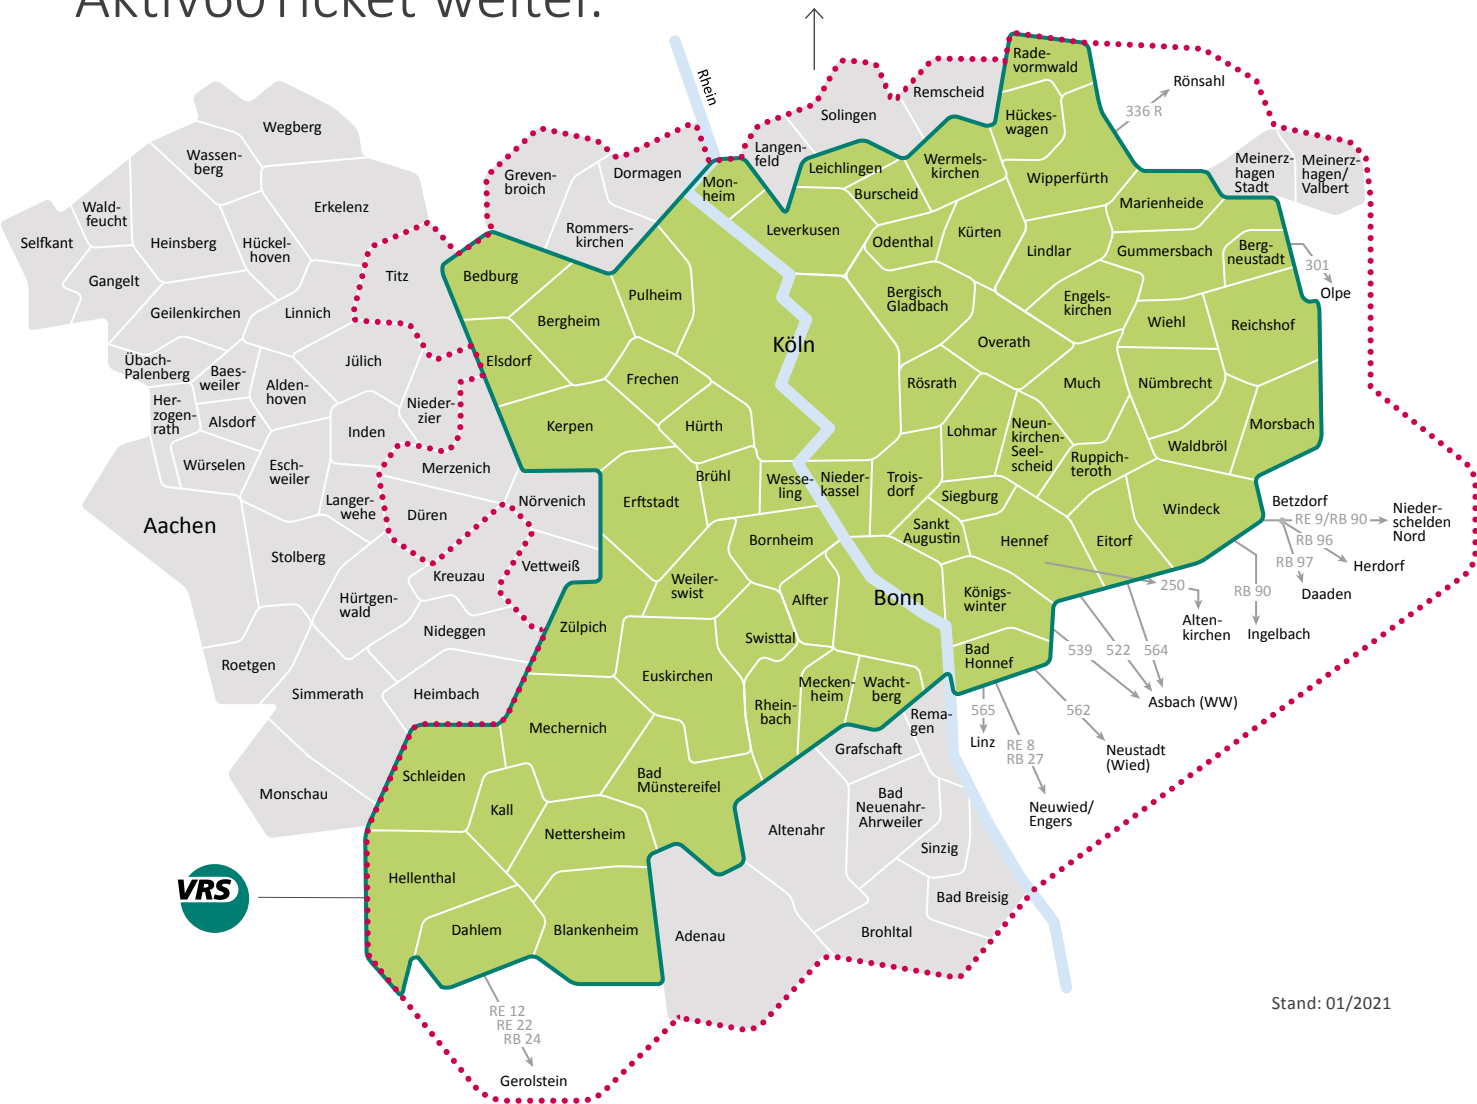 Aktiv60Ticket weiter.
Rhein
Rade-
vormwald
Rönsahl
336 R
Remscheid
Solingen
Hückes-
wagen
Wegberg
Wassen-
berg
Langen-
feld
Leichlingen
Wermels-
kirchen
Meinerz-
hagen
Stadt
Meinerz-
hagen/
Valbert
Greven-
broich
Dormagen
Mon-
heim
Burscheid
Wipperfürth
Wald-
feucht
Erkelenz
Marienheide
Selfkant
Heinsberg
Hückel-
hoven
Rommers-
kirchen
Leverkusen
Odenthal
Kürten
Lindlar
Gummersbach
Berg-
neustadt
301
Olpe
Gangelt
Titz
Bedburg
Pulheim
Bergisch
Gladbach
Engels-
kirchen
Geilenkirchen
Linnich
Bergheim
Wiehl
Reichshof
Köln
Overath
Übach-
Palenberg
Baes-
weiler
Jülich
Elsdorf
Alden-
hoven
Frechen
Rösrath
Much
Nümbrecht
Her-
zogen-
rath
Alsdorf
Nieder-
zier
Inden
Kerpen
Hürth
Lohmar
Neun-
kirchen-
Seel-
scheid
Morsbach
Waldbröl
Ruppich-
teroth
Würselen
Esch-
weiler
Merzenich
Brühl
Wesse-
ling
Nieder-
kassel
Trois-
dorf
Siegburg
Langer-
wehe
Düren
Nörvenich
Erftstadt
Windeck
Betzdorf
RE 9/RB 90
Nieder-
schelden
Nord
RB 96
Herdorf
RB 97
Daaden
Aachen
Sankt
Augustin
Bornheim
Hennef
Eitorf
Stolberg
Vettweiß
Kreuzau
Weiler-
swist
Alfter
Bonn
Königs-
winter
250
Alten-
kirchen
RB 90
Ingelbach
Hürtgen-
wald
Nideggen
Zülpich
Swisttal
Bad
Honnef
539
522
564
Asbach (WW)
Roetgen
Simmerath
Heimbach
Euskirchen
Mecken-
heim
Wacht-
berg
Rhein-
bach
Rema-
gen
565
Linz
562
Neustadt
(Wied)
RE 8
RB 27
Neuwied/
Engers
Mechernich
Grafschaft
Schleiden
Bad
Münstereifel
Monschau
Kall
Bad
Neuenahr-
Ahrweiler
Nettersheim
Altenahr
Sinzig
VRS
Hellenthal
Bad Breisig
Dahlem
Blankenheim
Adenau
Brohltal
RE 12
RE 22
RB 24
Gerolstein
Stand: 01/2021